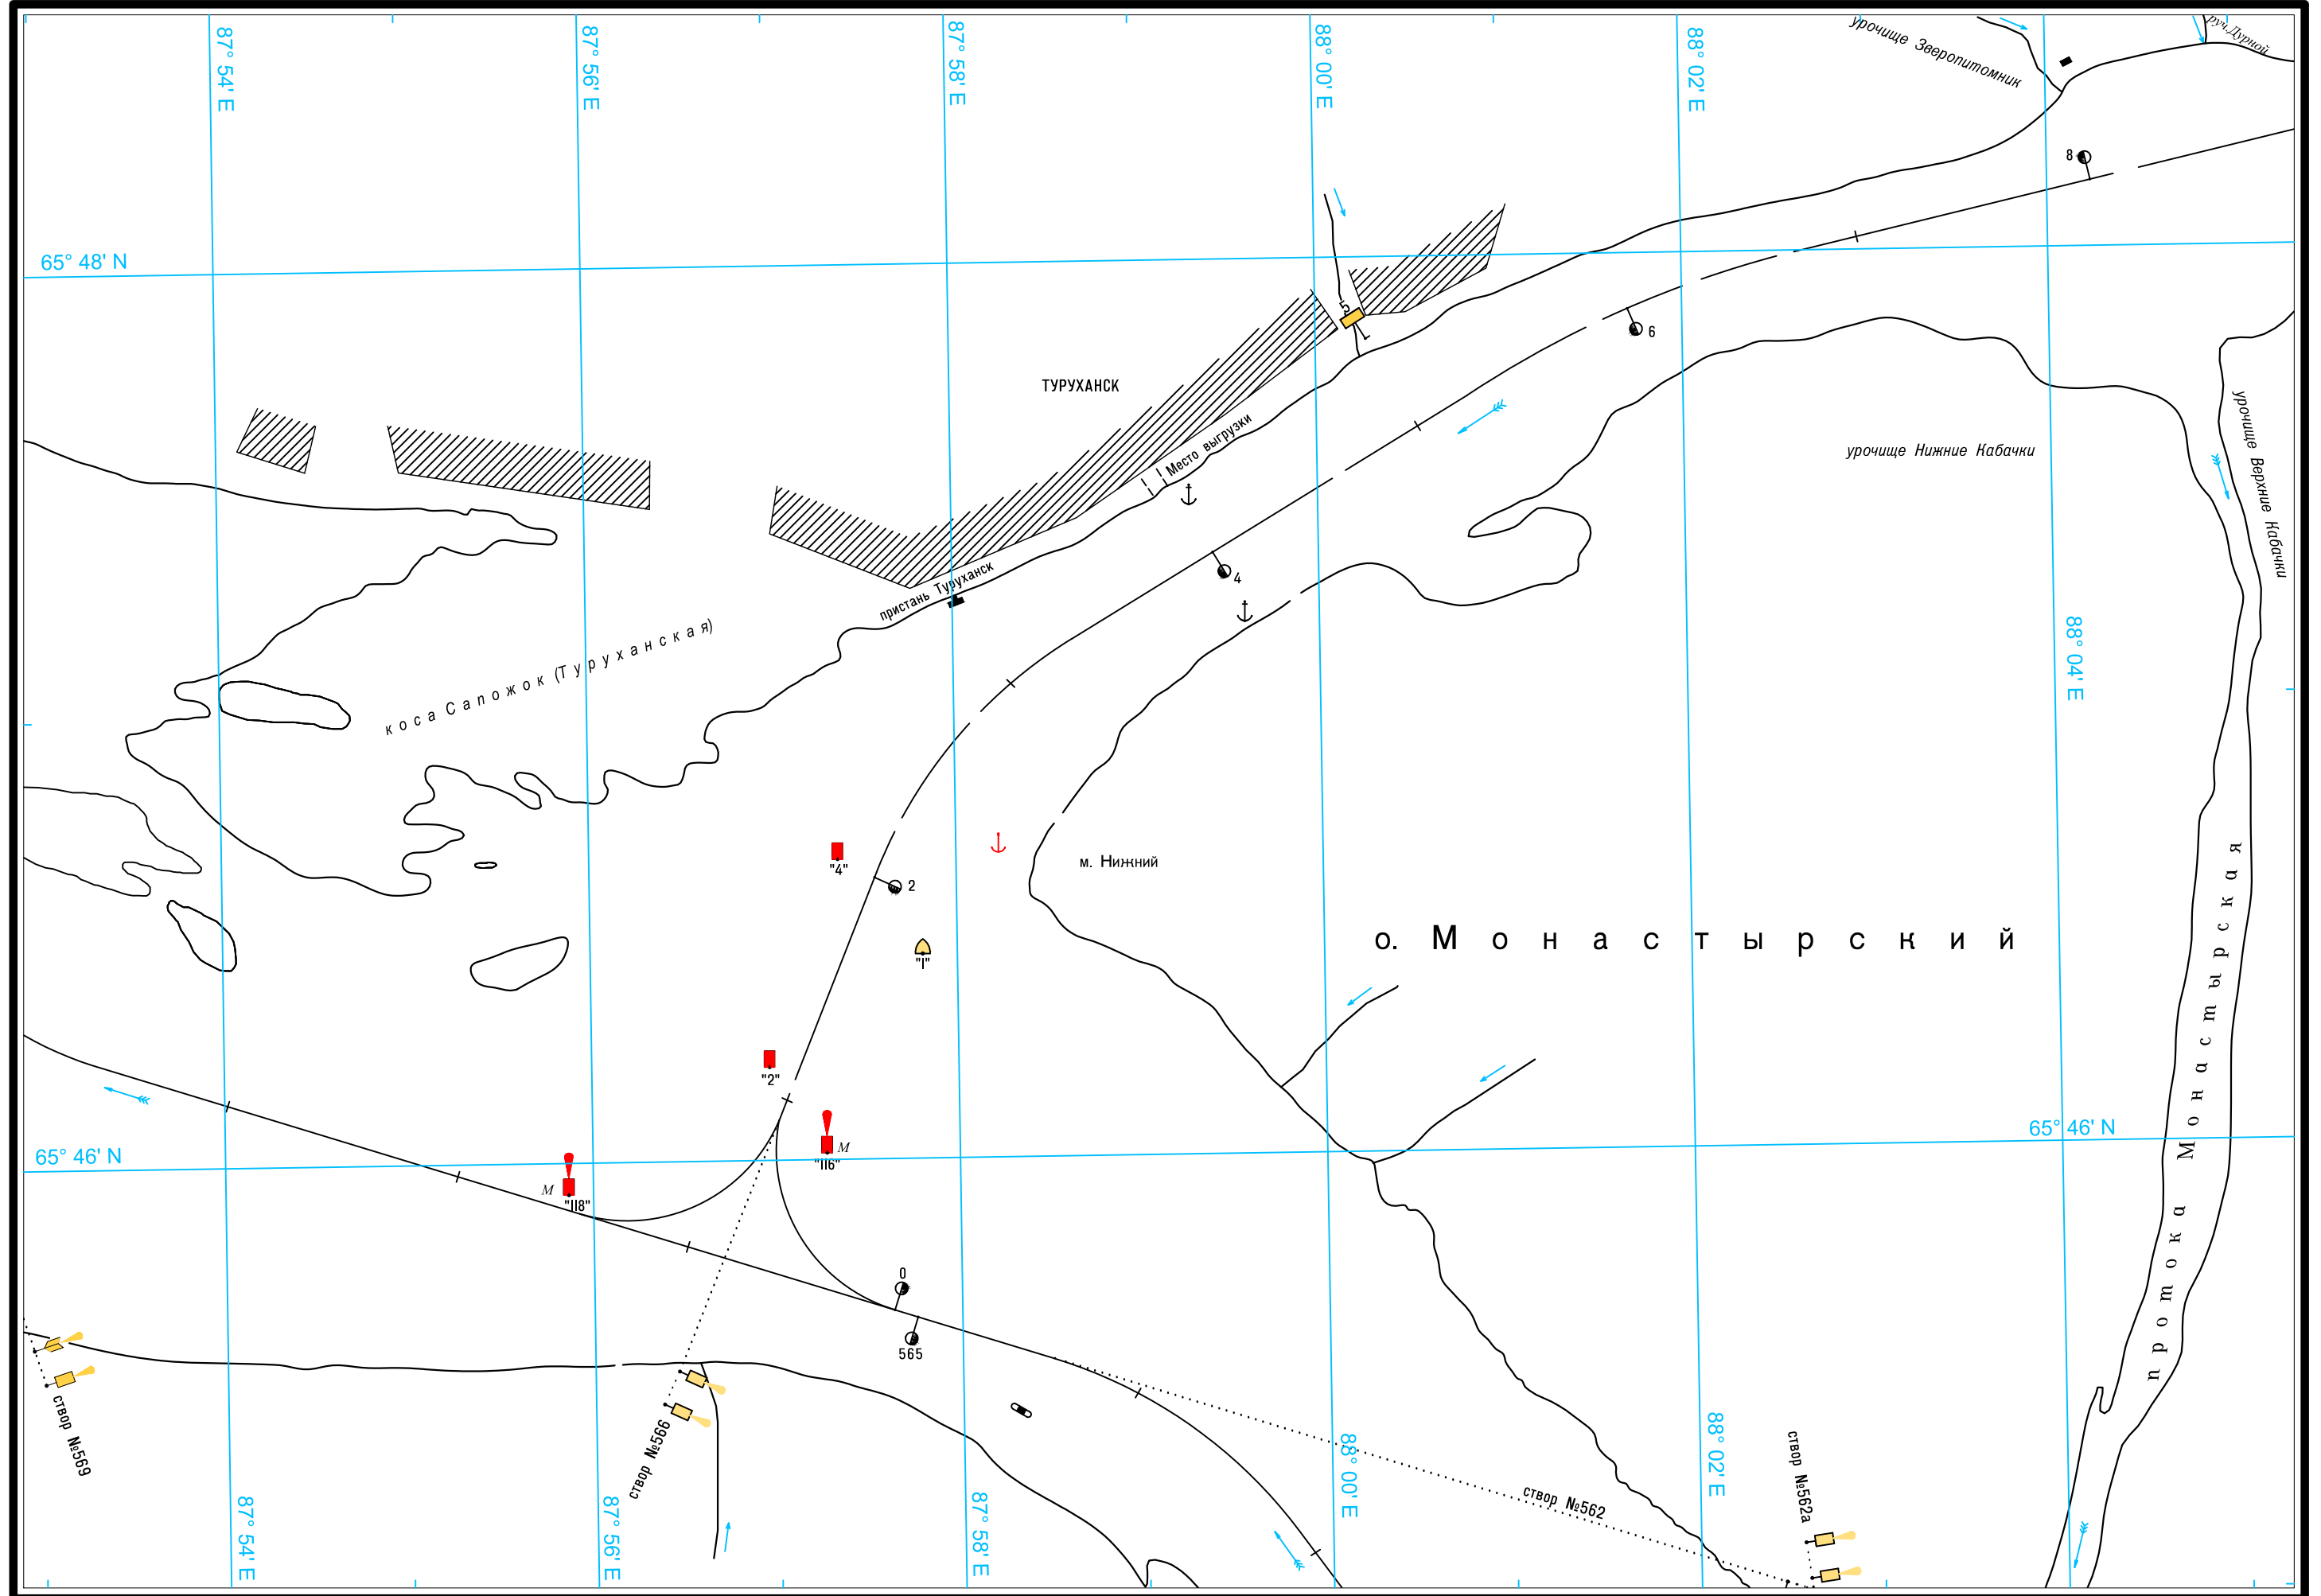 87° 54' E
87° 56' E
87° 58' E
88° 00' E
88° 02' E
урочище Зверопитомник
руч.Дурной
8
65° 48' N
5
6
ТУРУХАНСК
Место выгрузки
урочище Нижние Кабачки
урочище Верхние Кабачки
4
пристань Туруханск
коса Сапожок (Туруханская)
88° 04' E
"4"
2
м. Нижний
"1"
о. Монастырский
протока Монастырская
"2"
65° 46' N
М
"118"
"116"
М
65° 46' N
0
565
створ №569
створ №566
створ №562
створ №562а
87° 54' E
87° 56' E
87° 58' E
88° 00' E
88° 02' E